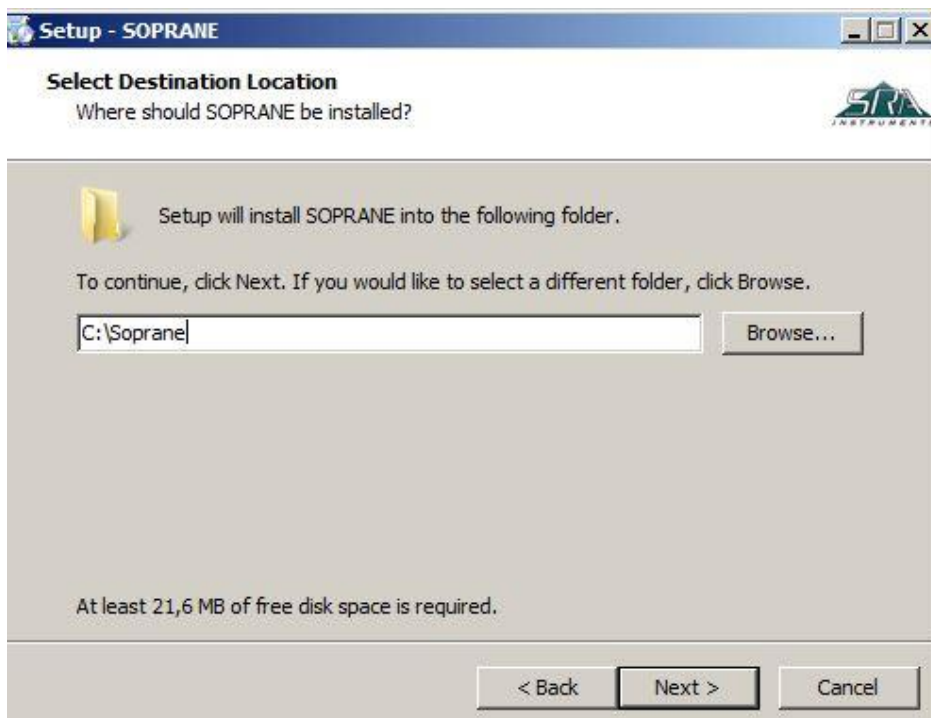 Setup - SOPRANE
Select Destination Location
Where should SOPRANE be installed?
SRA
INSTRUMENTS
Setup will install SOPRANE into the following folder.
To continue, click Next. If you would like to select a different folder, click Browse.
C:\Soprane
Browse...
At least 21,6 MB of free disk space is required.
< Back
Next >
Cancel